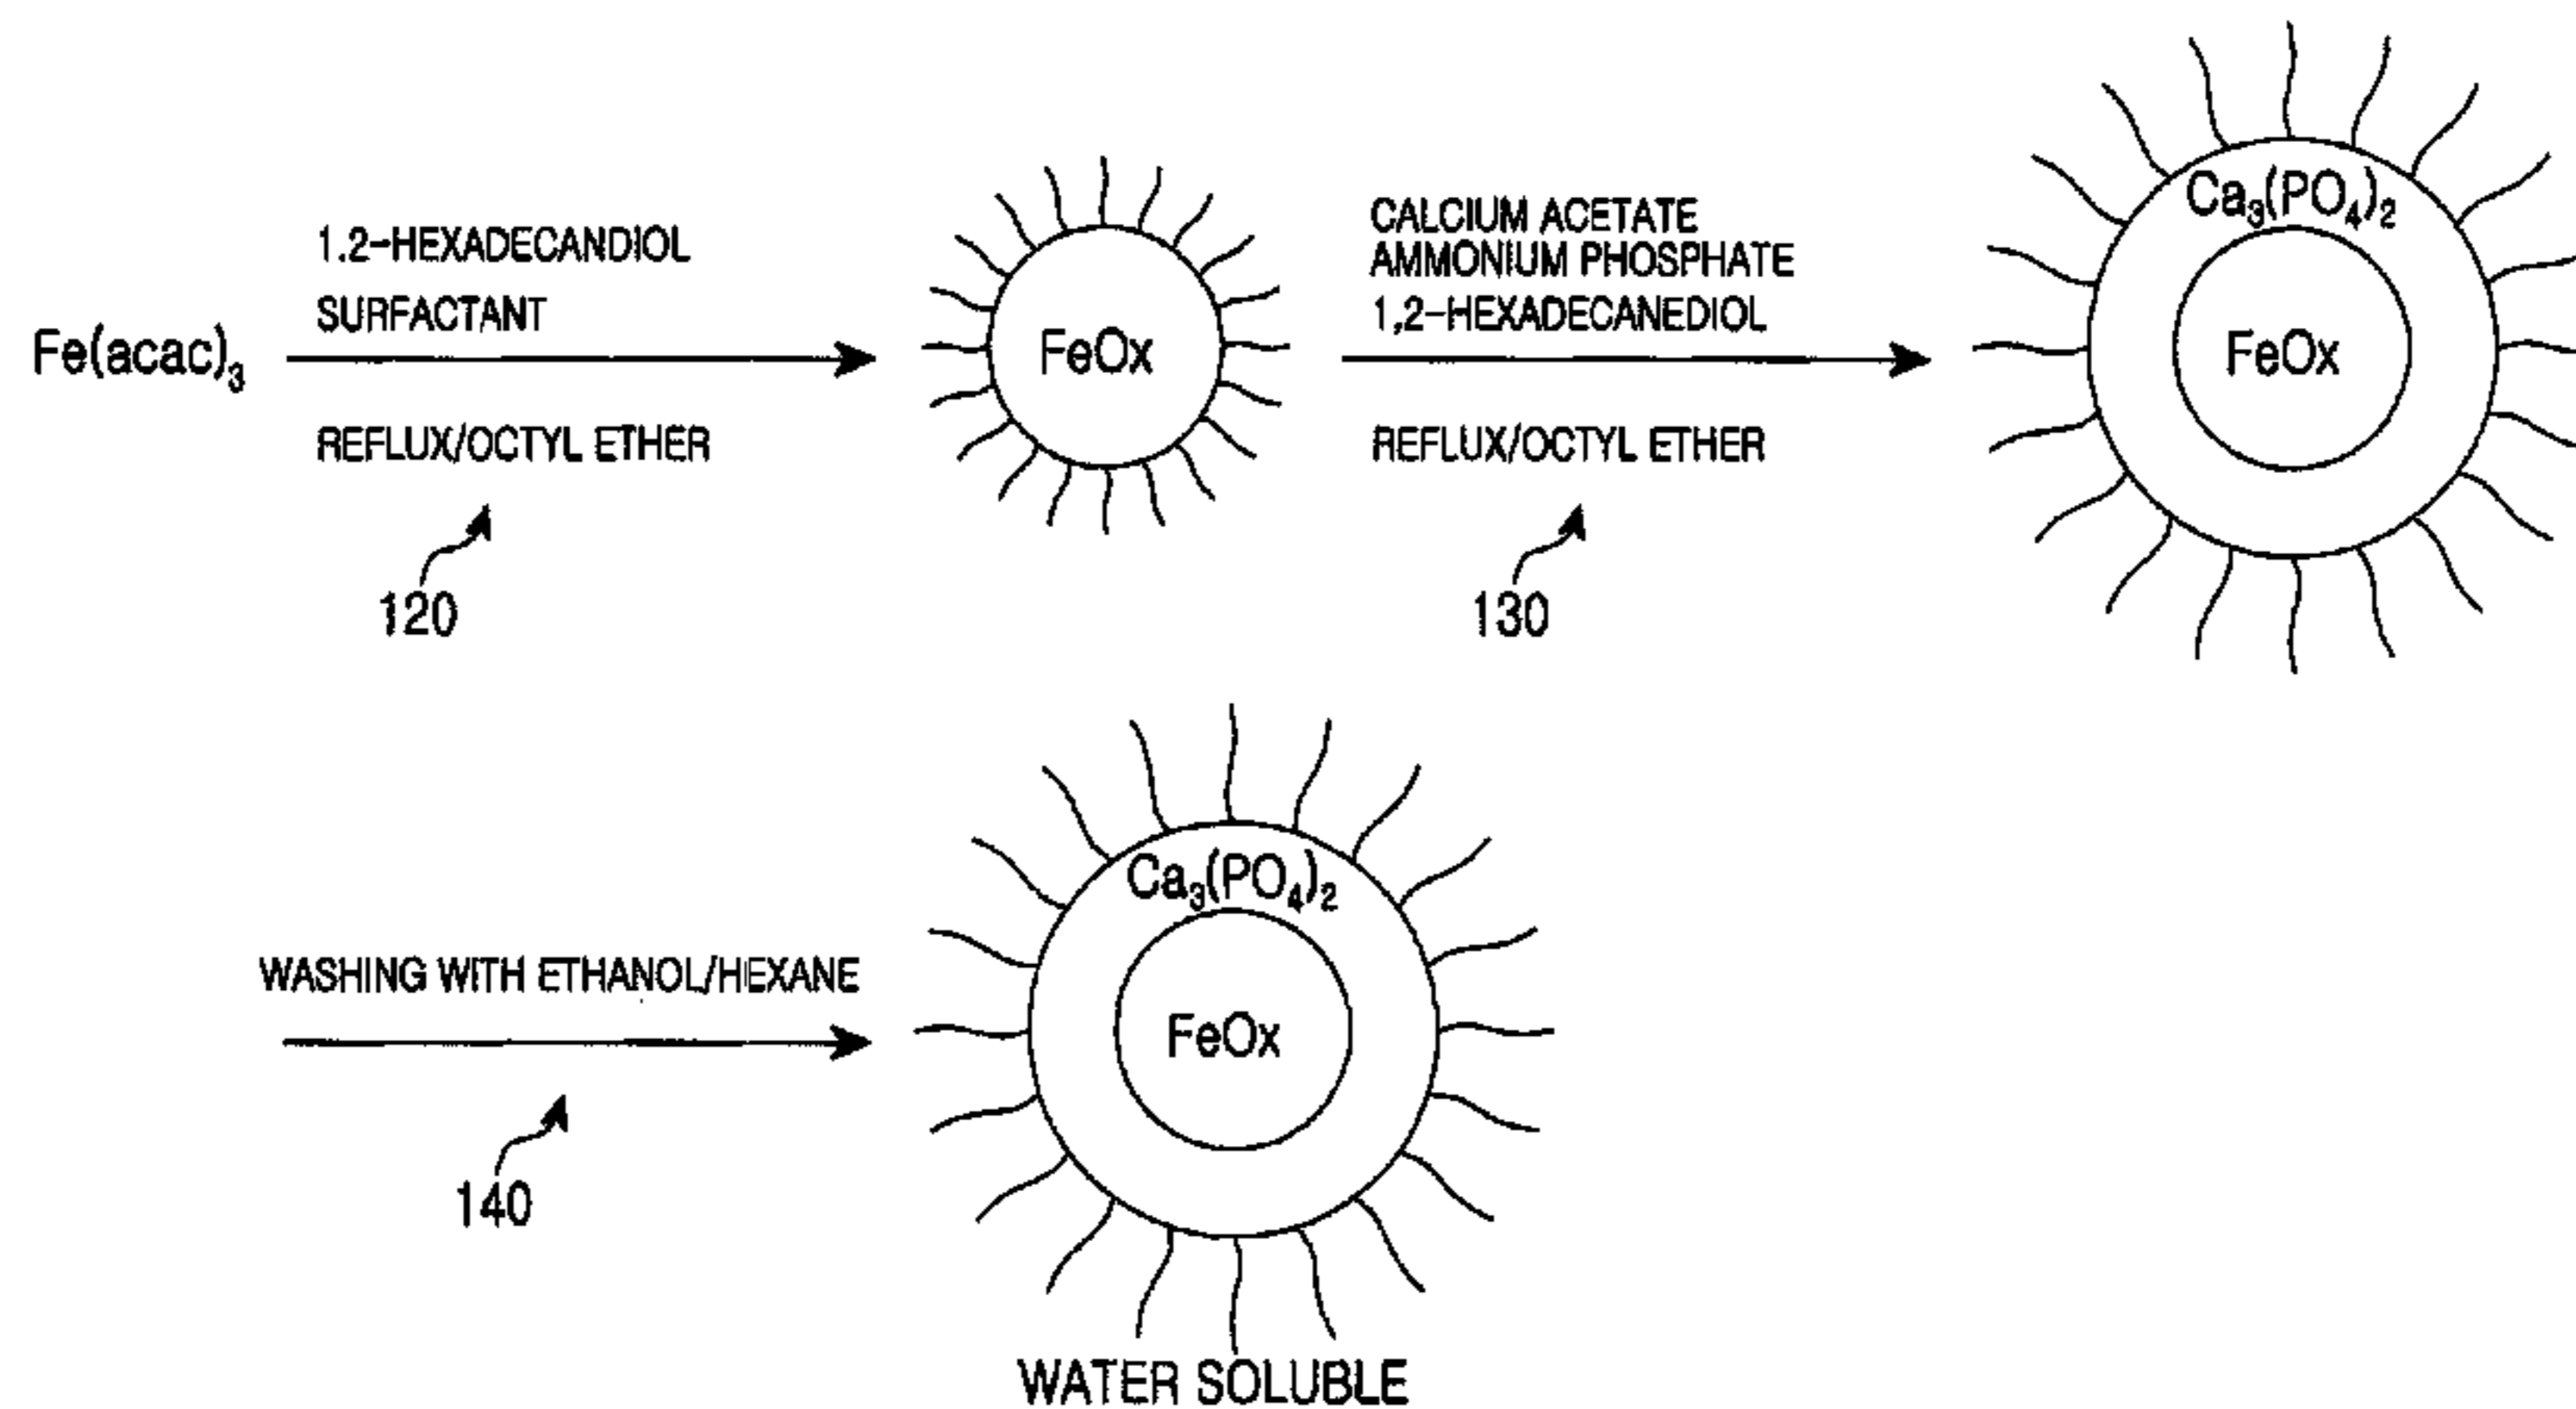 Fe(acac)₃
1.2-HEXADECANDIOL
SURFACTANT
REFLUX/OCTYL ETHER
120
FeOx
CALCIUM ACETATE
AMMONIUM PHOSPHATE
1,2-HEXADECANEDIOL
REFLUX/OCTYL ETHER
130
Ca₃(PO₄)₂
FeOx
WASHING WITH ETHANOL/HEXANE
140
Ca₃(PO₄)₂
FeOx
WATER SOLUBLE